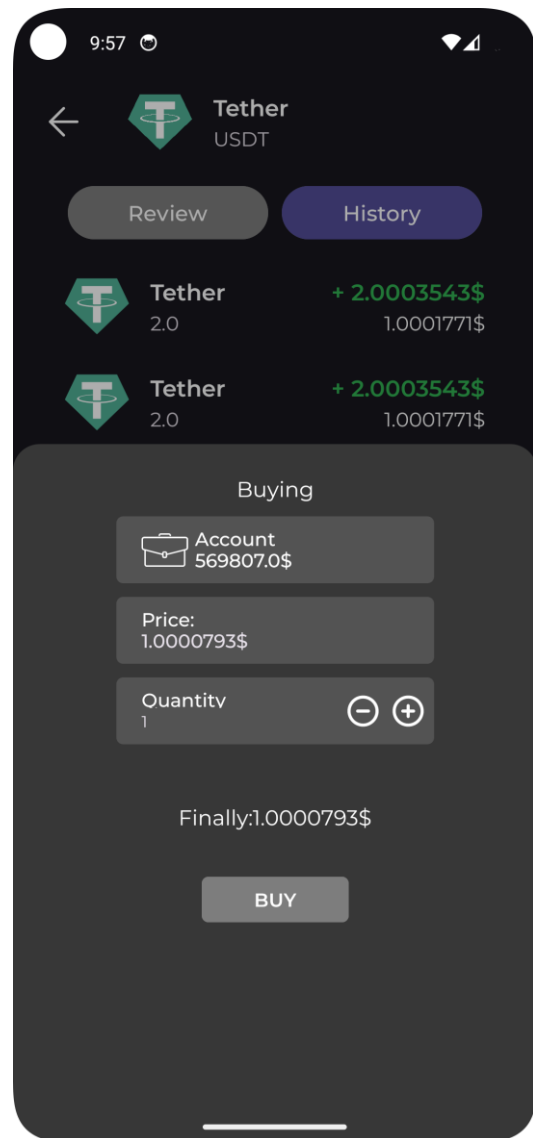 9:57
Tether
USDT
Review
History
Tether
+ 2.0003543$
2.0
1.0001771$
Tether
+ 2.0003543$
2.0
1.0001771$
Buying
Account
569807.0$
Price:
1.0000793$
Quantity
1
Finally:1.0000793$
BUY